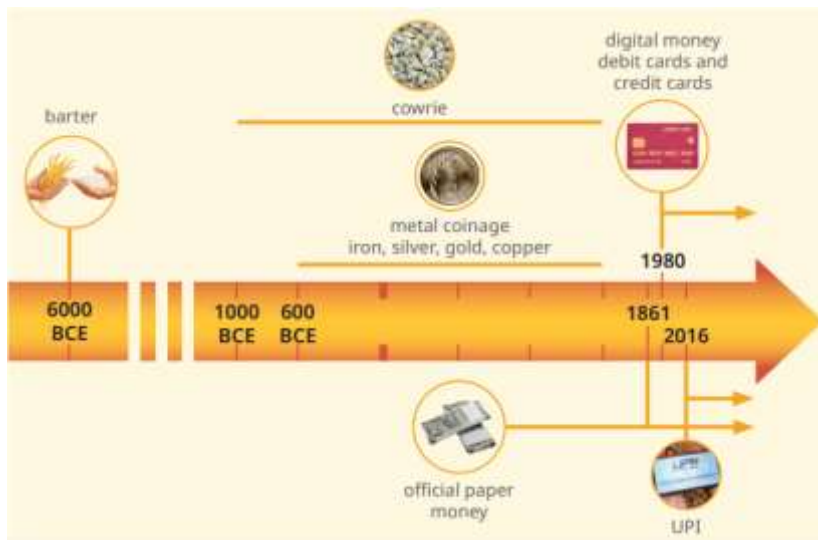 digital money
debit cards and
credit cards
barter
cowrie
metal coinage
iron, silver, gold, copper
1980
6000
BCE
1000
BCE
600
BCE
1861
2016
official paper
money
UPI
UPI